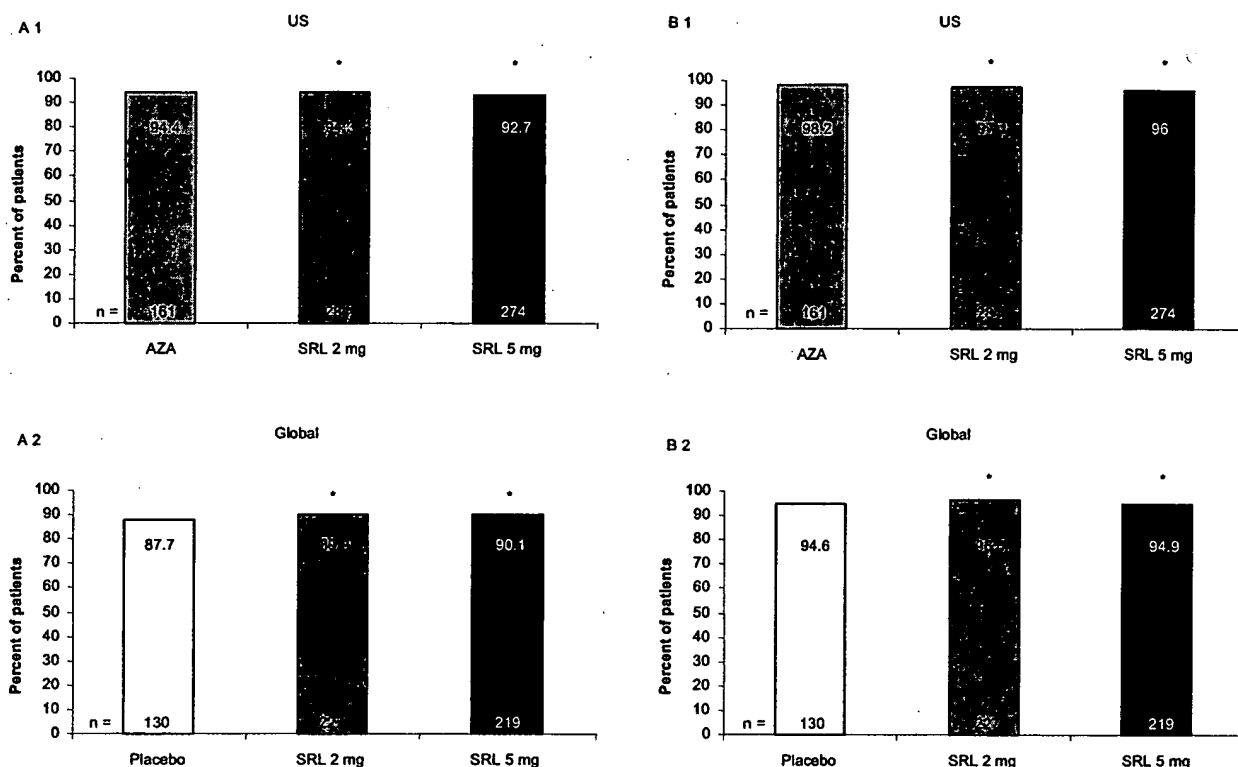 A 1
US
*
*
Percent of patients
100
90
80
70
60
50
40
30
20
10
0
94.4
92.7
n =
161
274
AZA
SRL 2 mg
SRL 5 mg
B 1
US
*
*
Percent of patients
100
90
80
70
60
50
40
30
20
10
0
98.2
96
n =
161
274
AZA
SRL 2 mg
SRL 5 mg
A 2
Global
*
*
Percent of patients
100
90
80
70
60
50
40
30
20
10
0
87.7
90.1
n =
130
219
Placebo
SRL 2 mg
SRL 5 mg
B 2
Global
*
*
Percent of patients
100
90
80
70
60
50
40
30
20
10
0
94.6
94.9
n =
130
219
Placebo
SRL 2 mg
SRL 5 mg